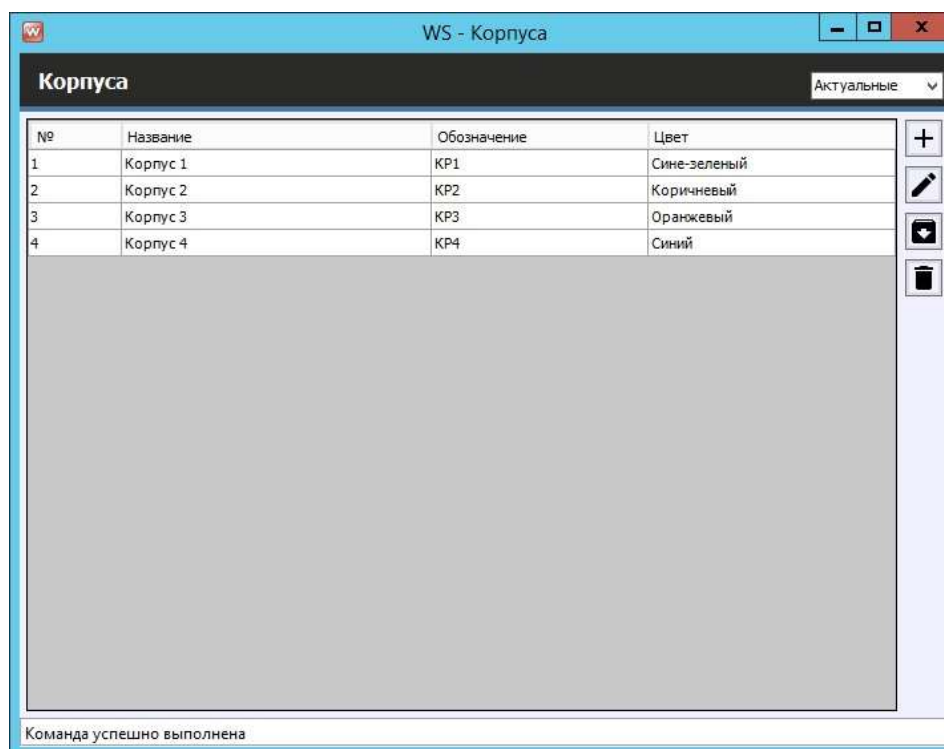 WS - Корпуса
Корпуса
Актуальные
№ Название Обозначение Цвет
1 Корпус 1 КР1 Сине-зеленый
2 Корпус 2 КР2 Коричневый
3 Корпус 3 КР3 Оранжевый
4 Корпус 4 КР4 Синий
Команда успешно выполнена